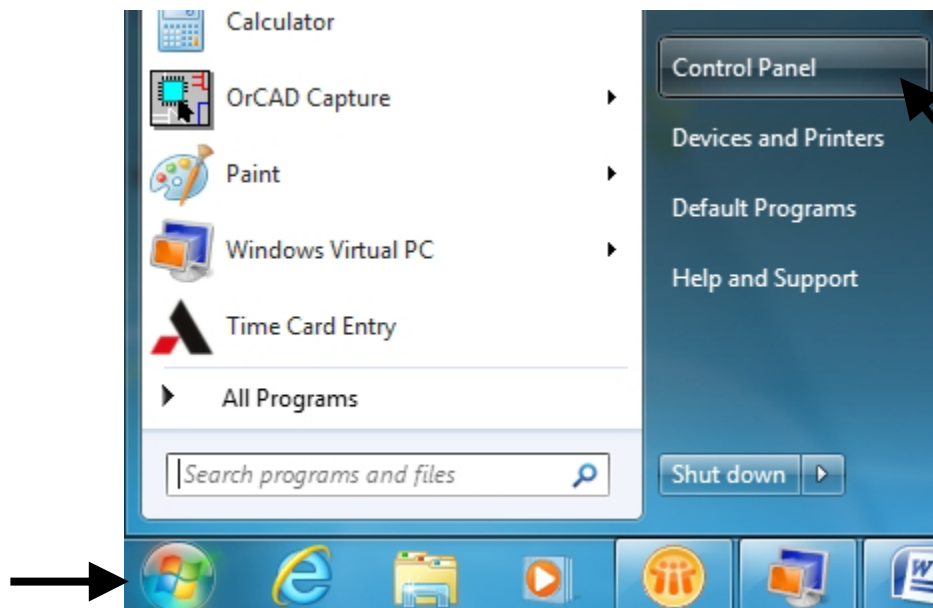 Calculator
OrCAD Capture
Paint
Windows Virtual PC
Time Card Entry
All Programs
Search programs and files
Control Panel
Devices and Printers
Default Programs
Help and Support
Shut down
W